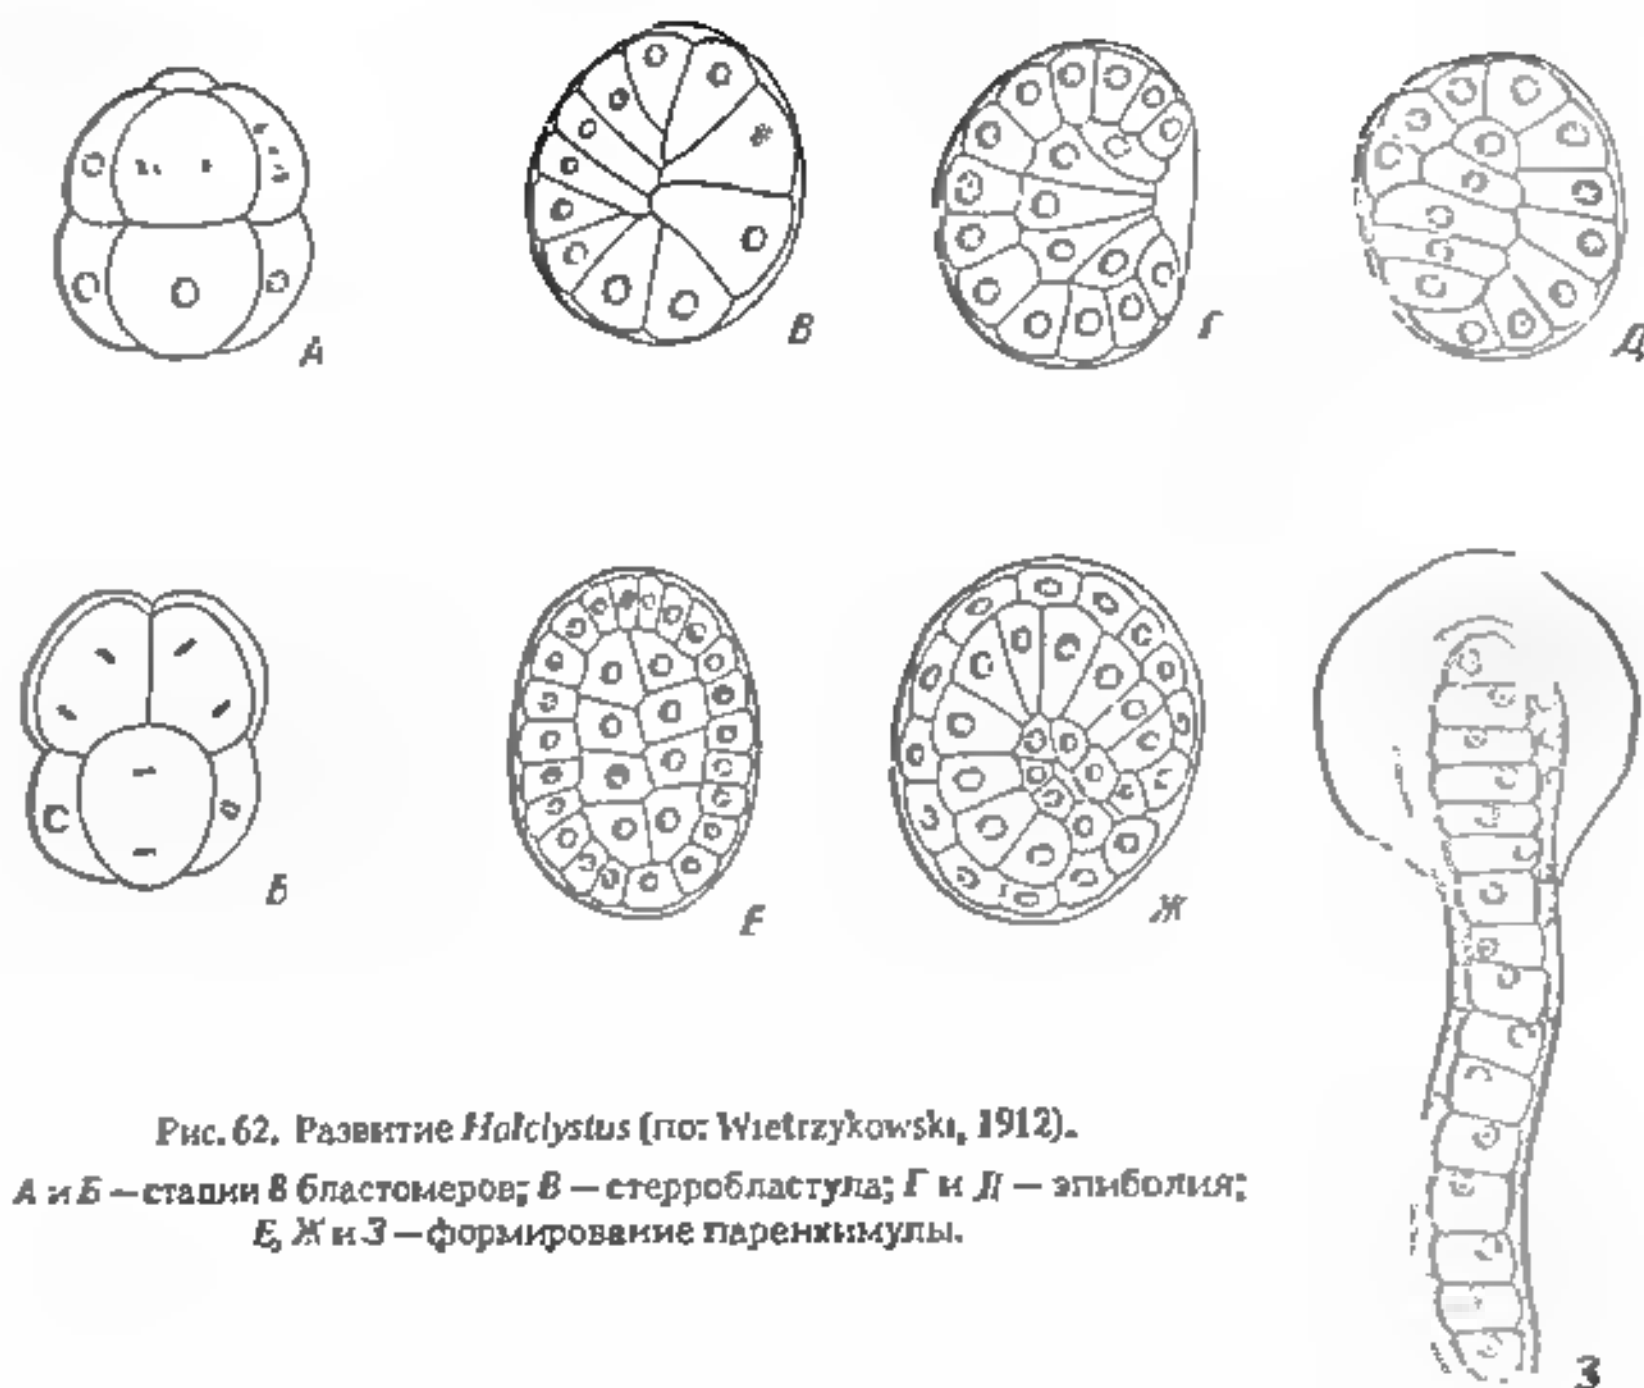 А
В
Г
Д
Б
Е
Ж
З
Рис. 62. Развитие Halclystus (по: Wietrzykowski, 1912).
А и Б — стадии 8 бластомеров; В — стерробластула; Г и Д — эпиболия;
Е, Ж и З — формирование паренхимулы.